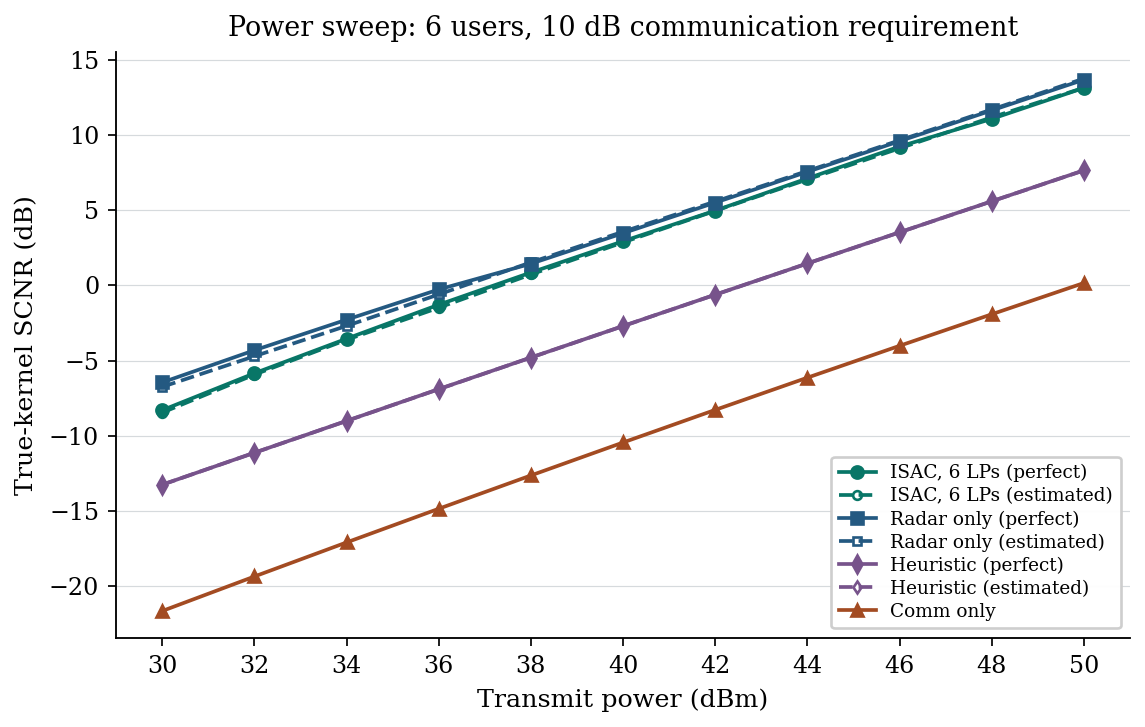 Power sweep: 6 users, 10 dB communication requirement
True-kernel SCNR (dB)
15
10
5
0
−5
−10
−15
−20
30 32 34 36 38 40 42 44 46 48 50
Transmit power (dBm)
ISAC, 6 LPs (perfect)
ISAC, 6 LPs (estimated)
Radar only (perfect)
Radar only (estimated)
Heuristic (perfect)
Heuristic (estimated)
Comm only